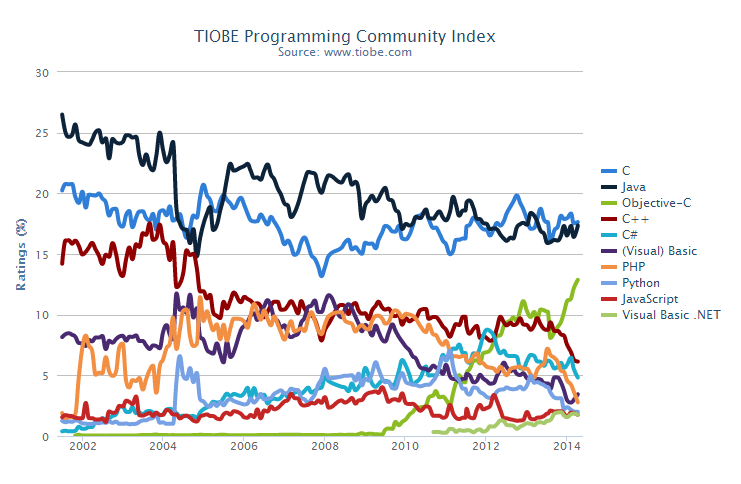 TIOBE Programming Community Index
Source: www.tiobe.com
Ratings (%)
30
25
20
15
10
5
0
2002
2004
2006
2008
2010
2012
2014
C
Java
Objective-C
C++
C#
(Visual) Basic
PHP
Python
JavaScript
Visual Basic .NET